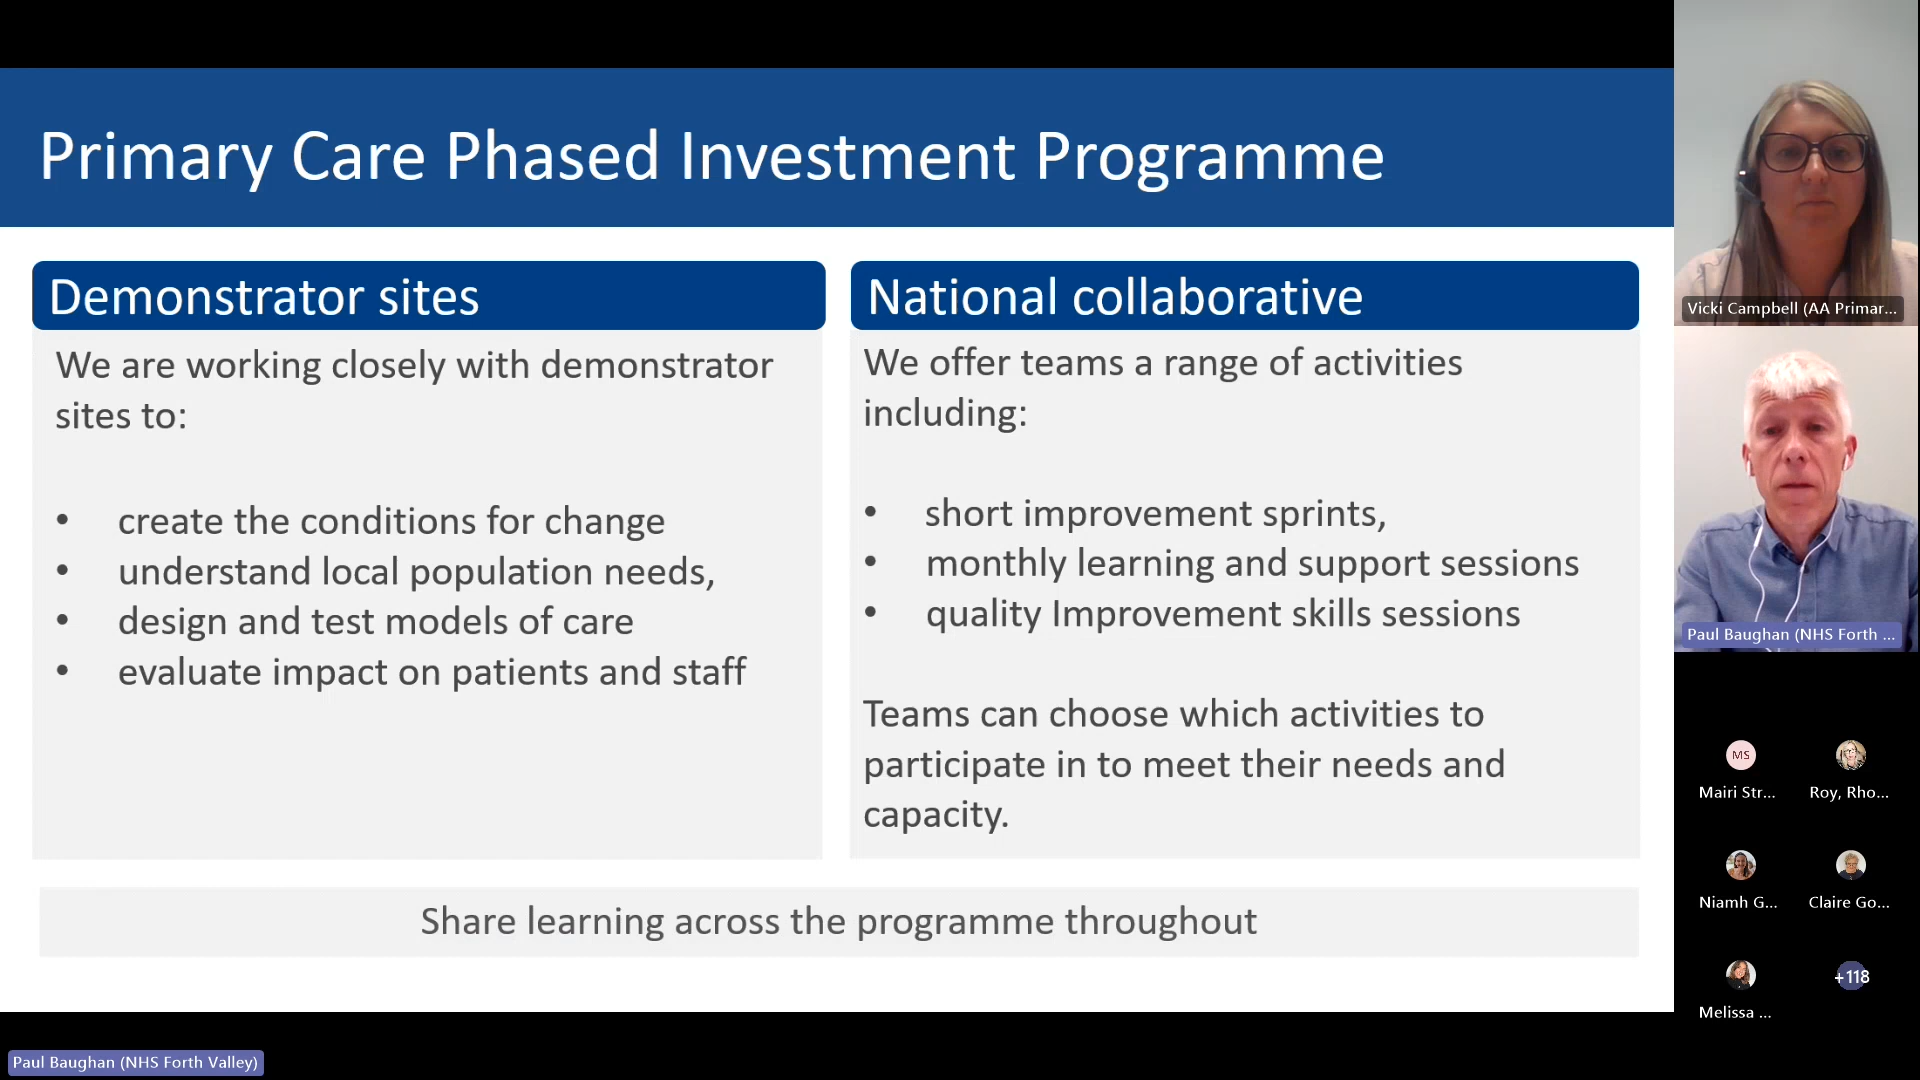 Primary Care Phased Investment Programme
Demonstrator sites
We are working closely with demonstrator
sites to:
• create the conditions for change
• understand local population needs,
• design and test models of care
• evaluate impact on patients and staff
National collaborative
We offer teams a range of activities
including:
• short improvement sprints,
• monthly learning and support sessions
• quality Improvement skills sessions
Teams can choose which activities to
participate in to meet their needs and
capacity.
Share learning across the programme throughout
Vicki Campbell (AA Primar...
Paul Baughan (NHS Forth ...
MS
Mairi Str...
Roy, Rho...
Niamh G...
Claire Go...
Melissa ...
+118
Paul Baughan (NHS Forth Valley)